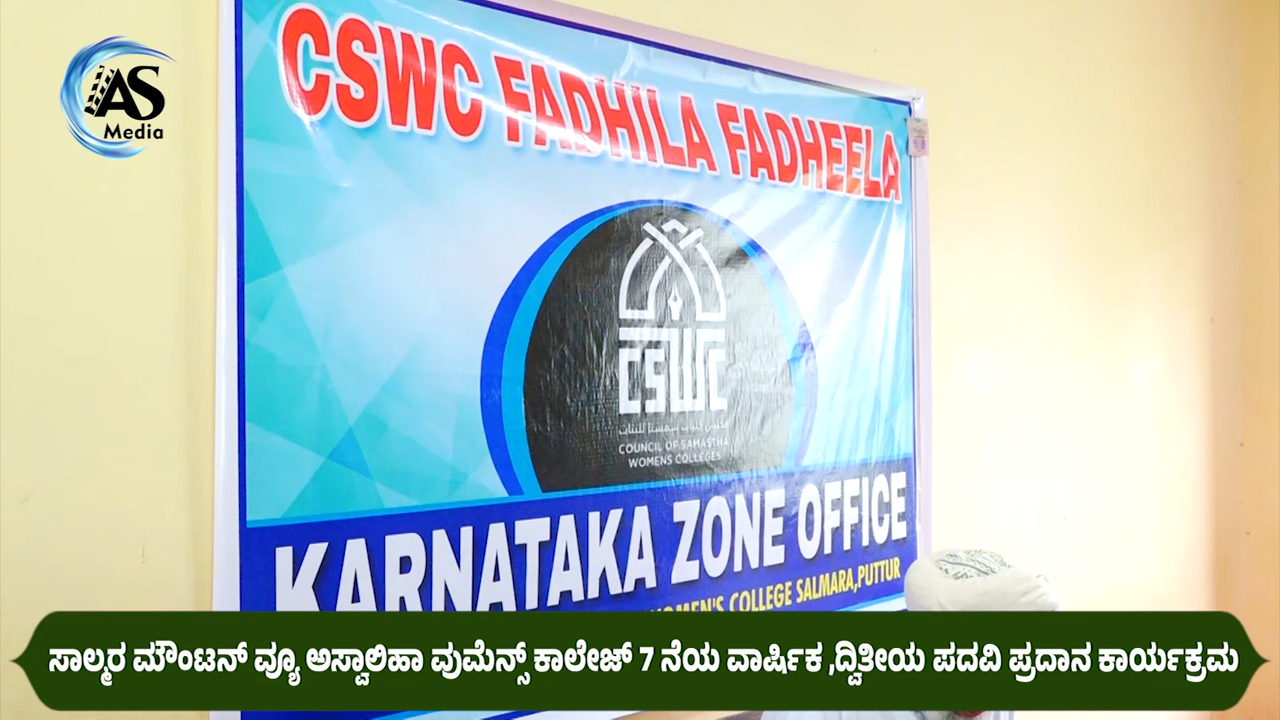 AS
Media
CSWC FADHILA FADHEELA
CSWC
COUNCIL OF SAMASTHA
WOMENS COLLEGES
KARNATAKA ZONE OFFICE
WOMEN'S COLLEGE SALMARA,PUTTUR
ಸಾಲ್ಮರ ಮೌಂಟನ್ ವ್ಯೂ ಅಸ್ವಾಲಿಹಾ ವುಮೆನ್ಸ್ ಕಾಲೇಜ್ 7 ನೆಯ ವಾರ್ಷಿಕ ,ದ್ವಿತೀಯ ಪದವಿ ಪ್ರದಾನ ಕಾರ್ಯಕ್ರಮ